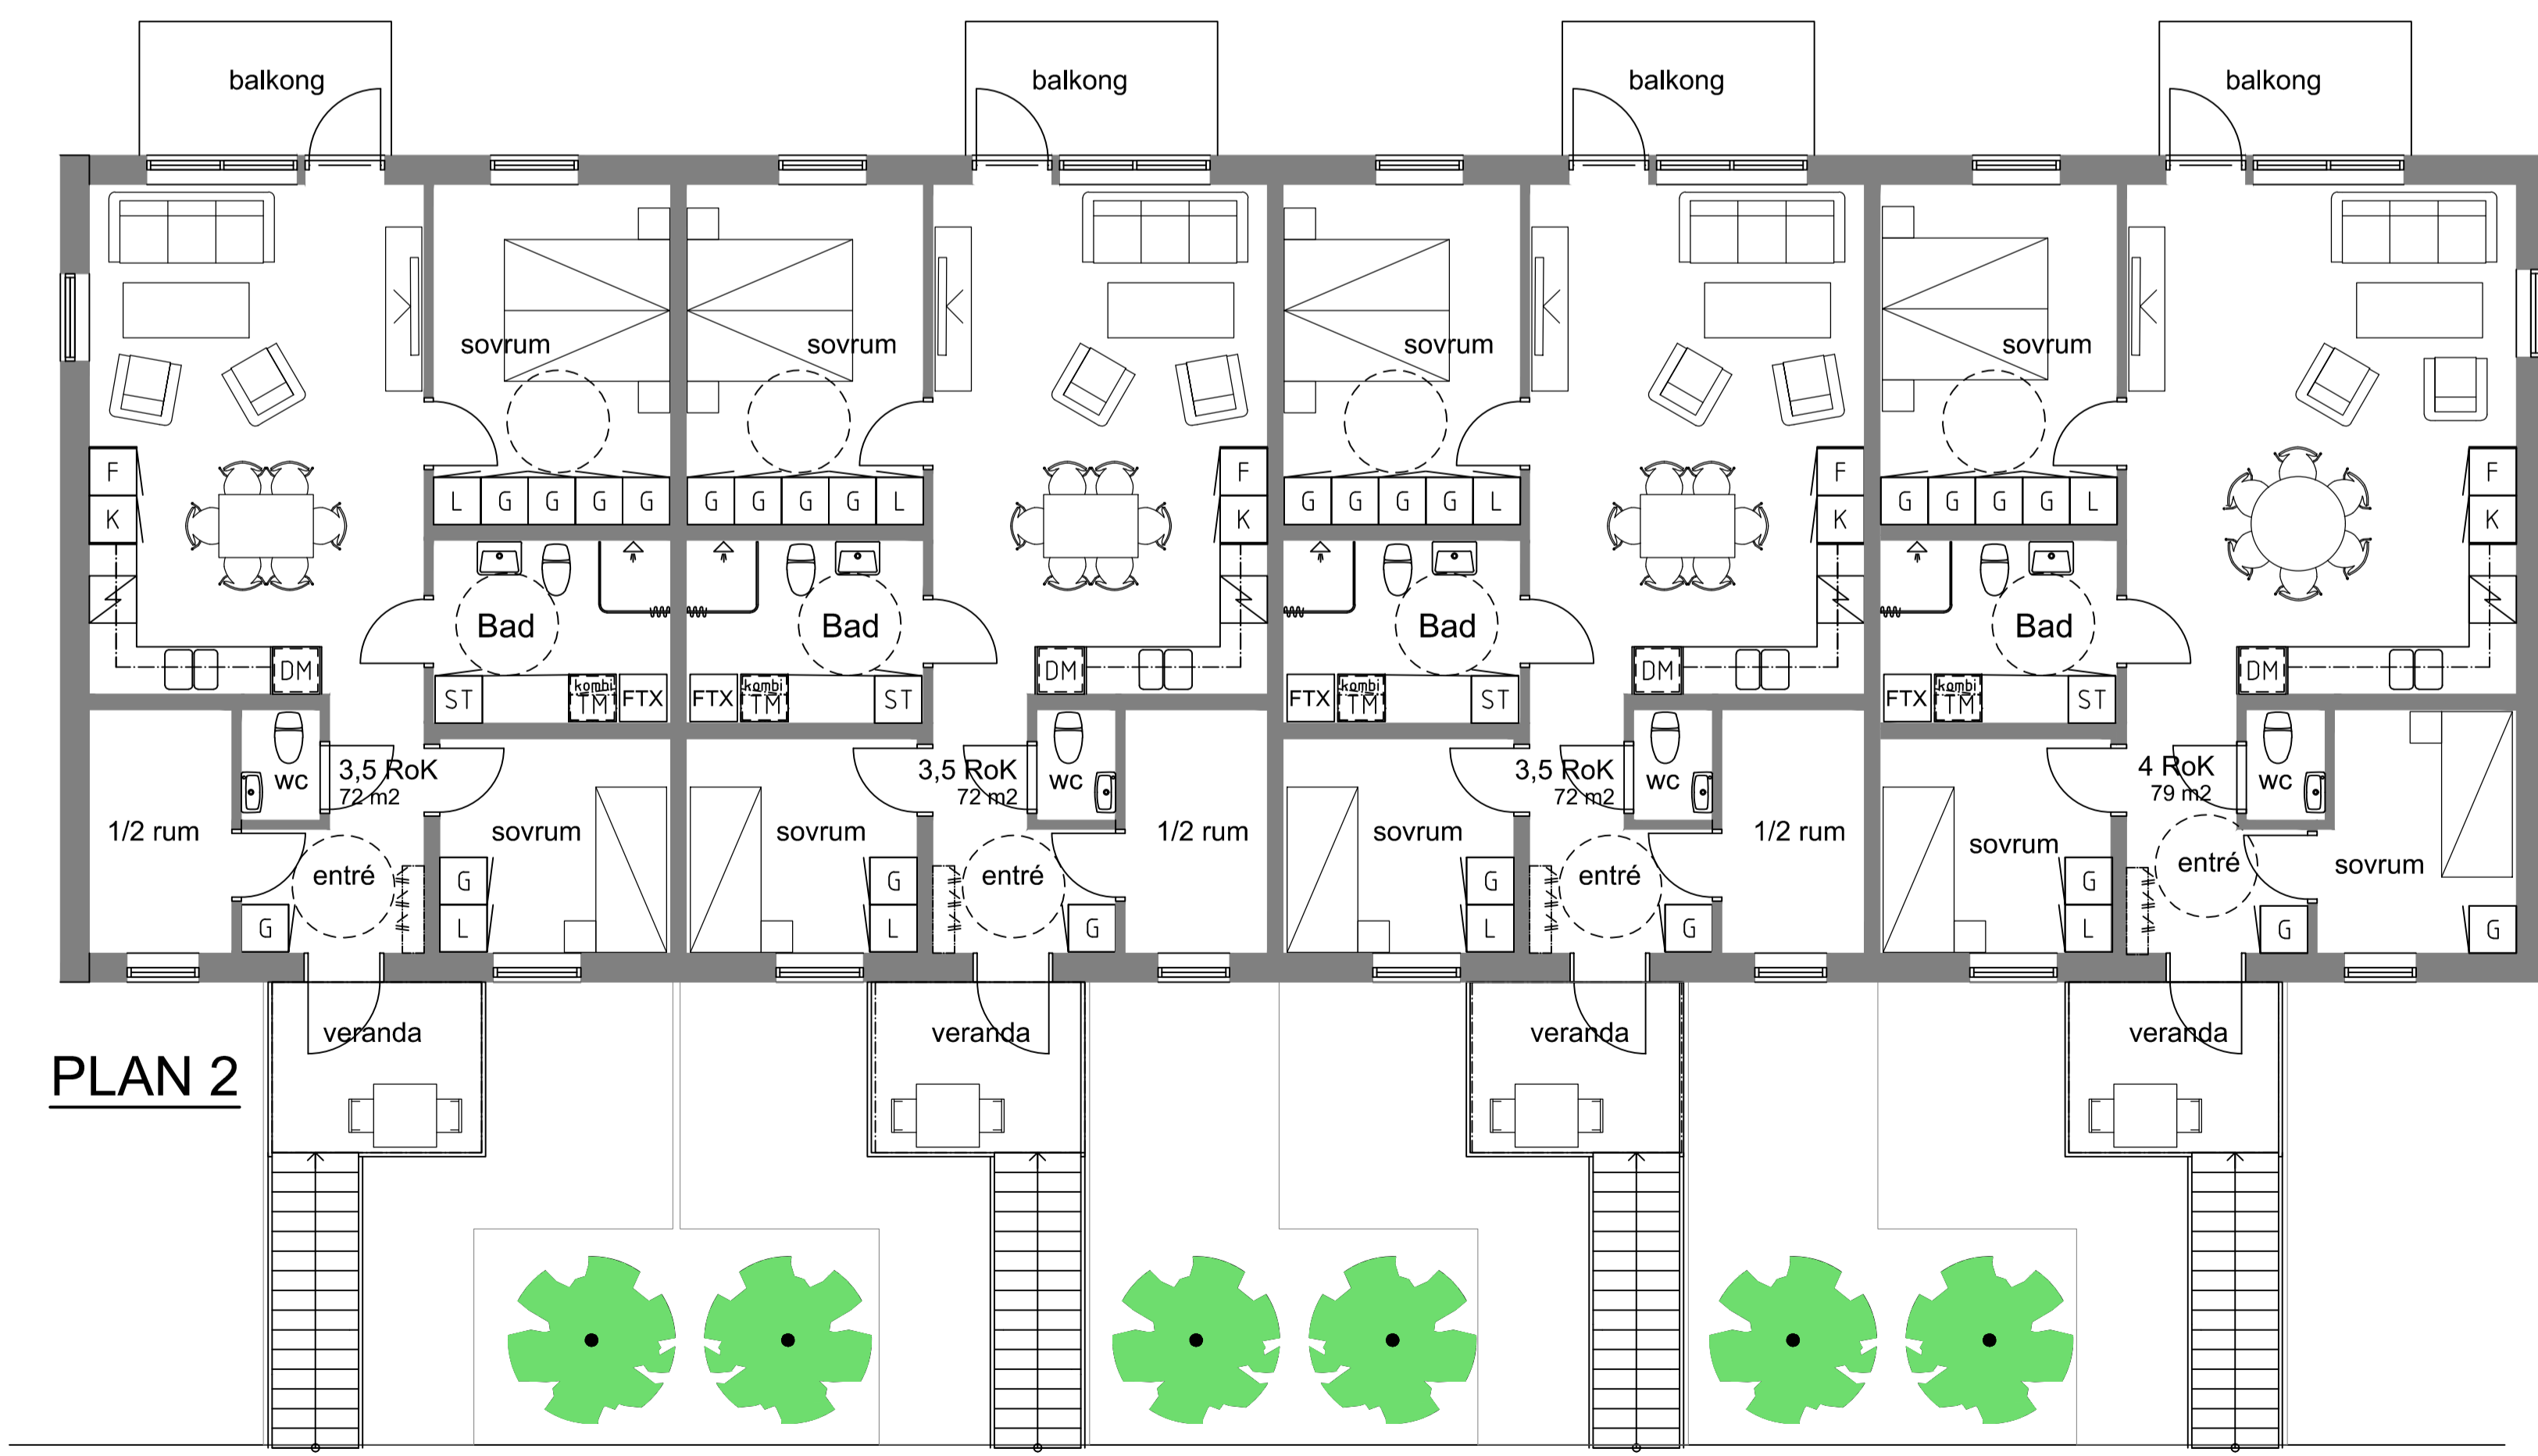 balkong balkong balkong balkong
sovrum sovrum sovrum sovrum
F F F F
K K K K
L G G G G G G G G L G G G G L G G G G L
Bad Bad Bad Bad
DM DM DM DM
ST kombi TM FTX FTX kombi TM ST FTX kombi TM ST FTX kombi TM ST
3,5 RoK 3,5 RoK 3,5 RoK 4 RoK
wc wc wc wc
72 m2 72 m2 72 m2 79 m2
1/2 rum sovrum sovrum 1/2 rum sovrum 1/2 rum sovrum sovrum
entré entré entré entré
G G G G
G L L G L G L G G
veranda veranda veranda veranda
PLAN 2